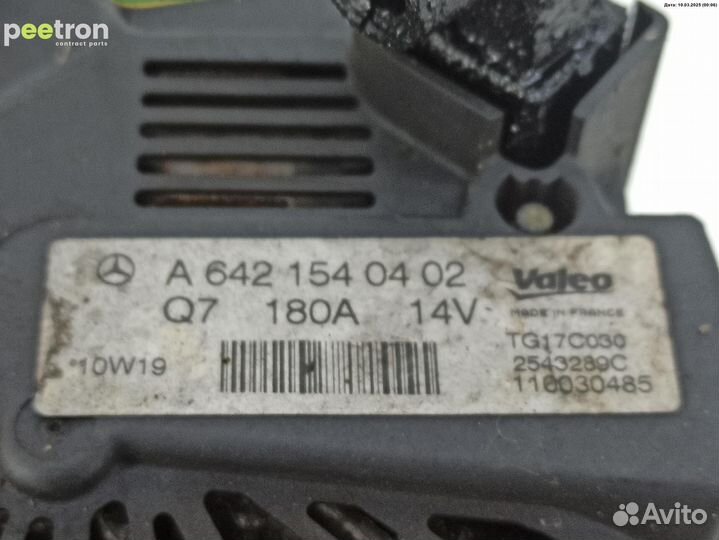 peetron
contract parts
Дата: 10.03.2025 (00:06)
A 642 154 04 02
Q7 180A 14V
10W19
Valeo
MADE IN FRANCE
TG17C030
2543289C
110030485
Avito